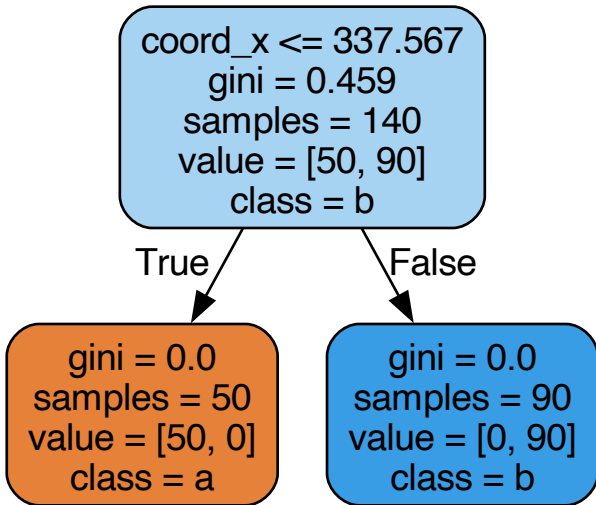 coord_x <= 337.567
gini = 0.459
samples = 140
value = [50, 90]
class = b
True
False
gini = 0.0
samples = 50
value = [50, 0]
class = a
gini = 0.0
samples = 90
value = [0, 90]
class = b